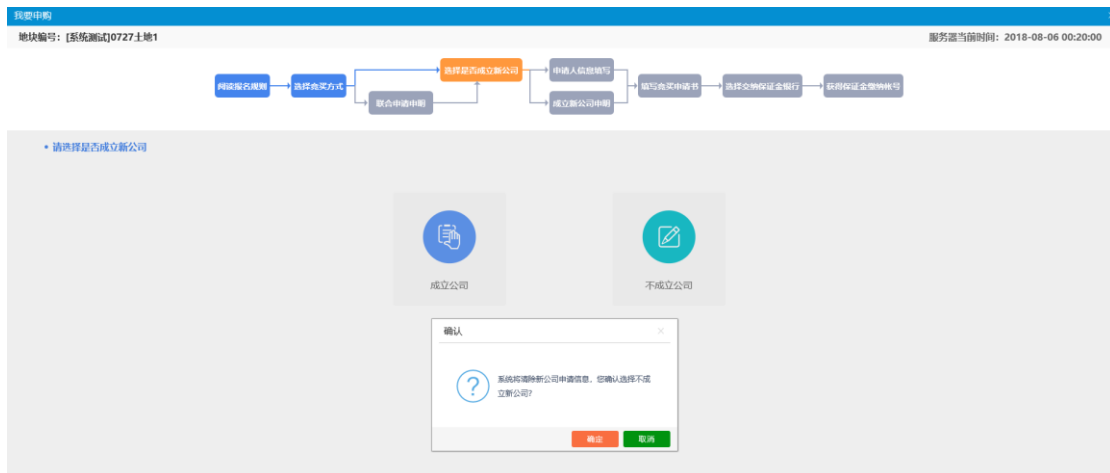 我要申购
地块编号：[系统测试]0727土地1
服务器当前时间：2018-08-06 00:20:00
选择是否成立新公司
申请人信息填写
阅读报名规则
选择竞买方式
填写竞买申请书
选择交纳保证金银行
获得保证金缴纳帐号
联合申请申明
成立新公司申明
• 请选择是否成立新公司
成立公司
不成立公司
确认
系统将清除新公司申请信息，您确认选择不成
立新公司?
确定
取消